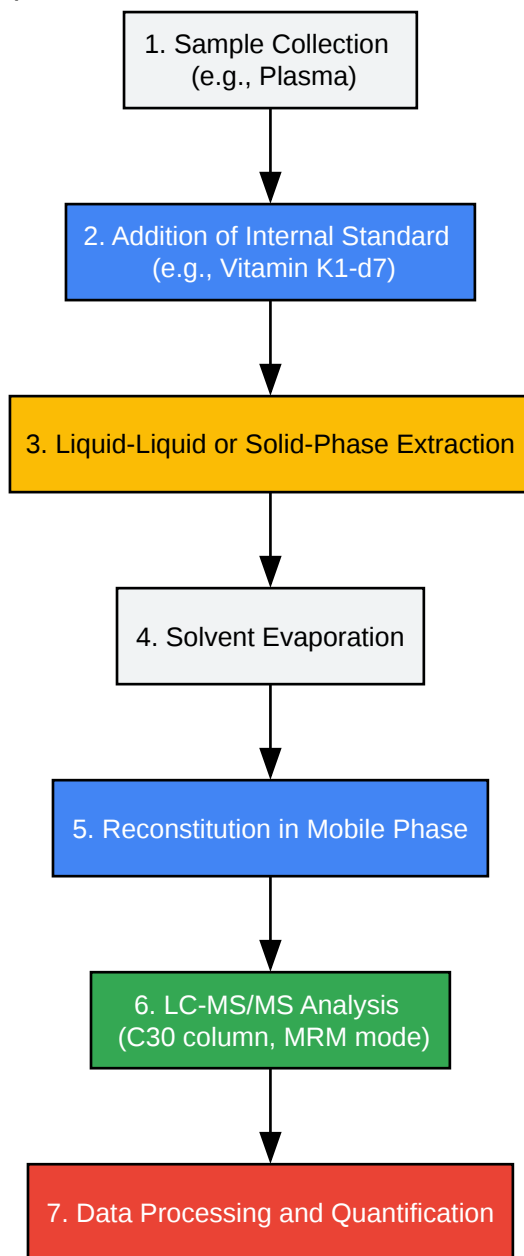 1. Sample Collection
(e.g., Plasma)
2. Addition of Internal Standard
(e.g., Vitamin K1-d7)
3. Liquid-Liquid or Solid-Phase Extraction
4. Solvent Evaporation
5. Reconstitution in Mobile Phase
6. LC-MS/MS Analysis
(C30 column, MRM mode)
7. Data Processing and Quantification